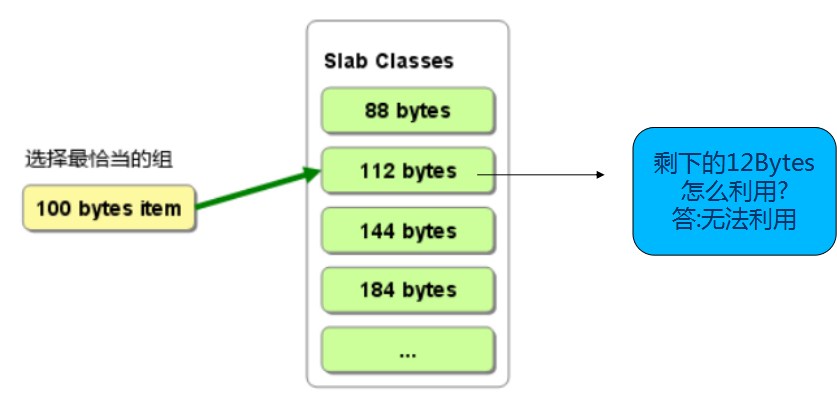 选择最恰当的组
100 bytes item
Slab Classes
88 bytes
112 bytes
144 bytes
184 bytes
...
剩下的12Bytes
怎么利用?
答:无法利用